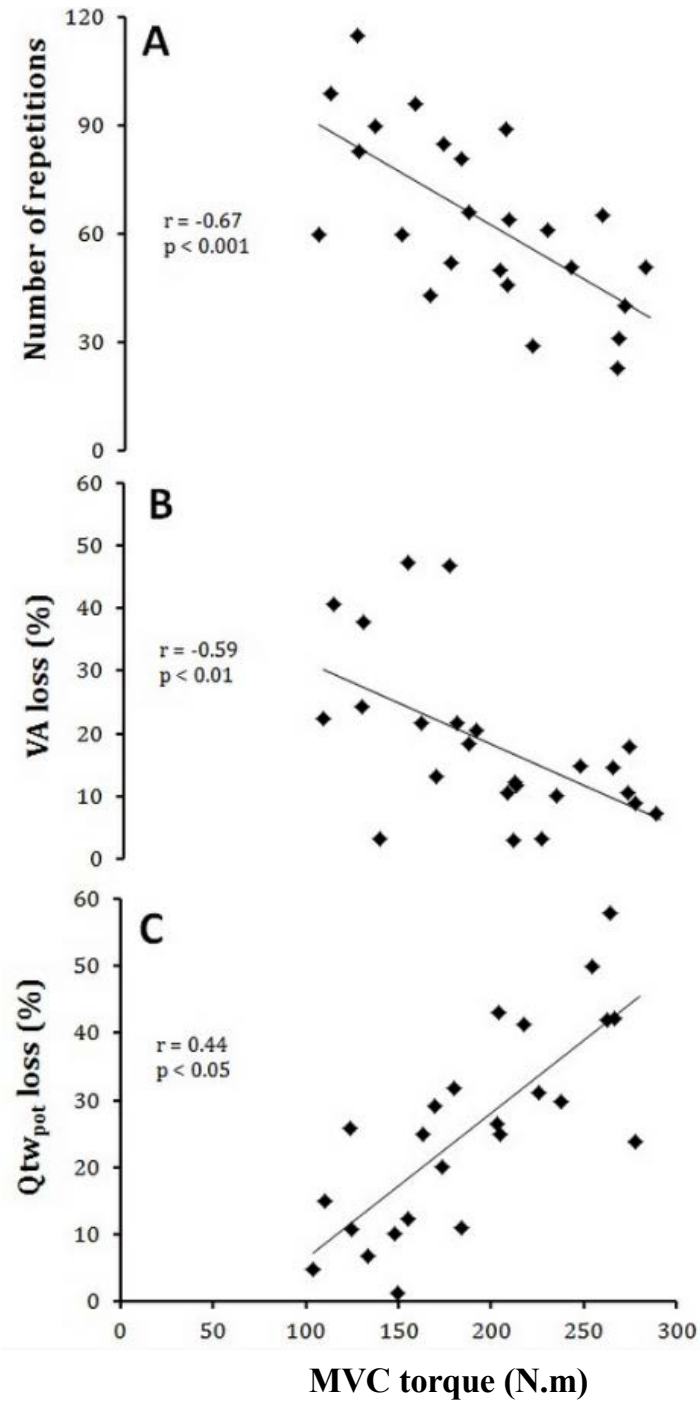 A
Number of repetitions
120
90
60
30
0
r = -0.67
p < 0.001
B
VA loss (%)
60
50
40
30
20
10
0
r = -0.59
p < 0.01
C
Qtwpot loss (%)
60
50
40
30
20
10
0
r = 0.44
p < 0.05
0 50 100 150 200 250 300
MVC torque (N.m)